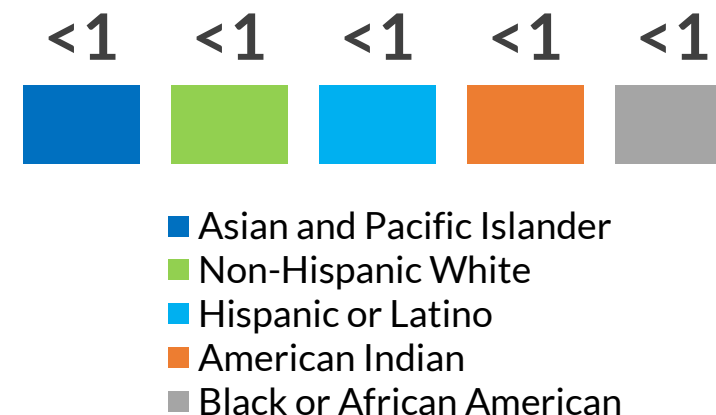 <1 <1 <1 <1 <1
Asian and Pacific Islander
Non-Hispanic White
Hispanic or Latino
American Indian
Black or African American